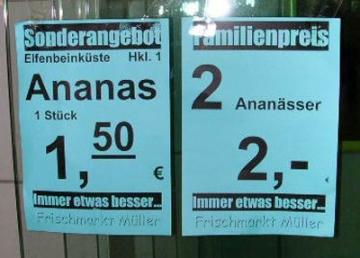 Sonderangebot
Elfenbeinküste Hkl. 1
Ananas
1 Stück
1,50 €
Immer etwas besser...
Frischmarkt Müller
Familienpreis
2 Ananässer
2,-
Immer etwas besser...
Frischmarkt Müller